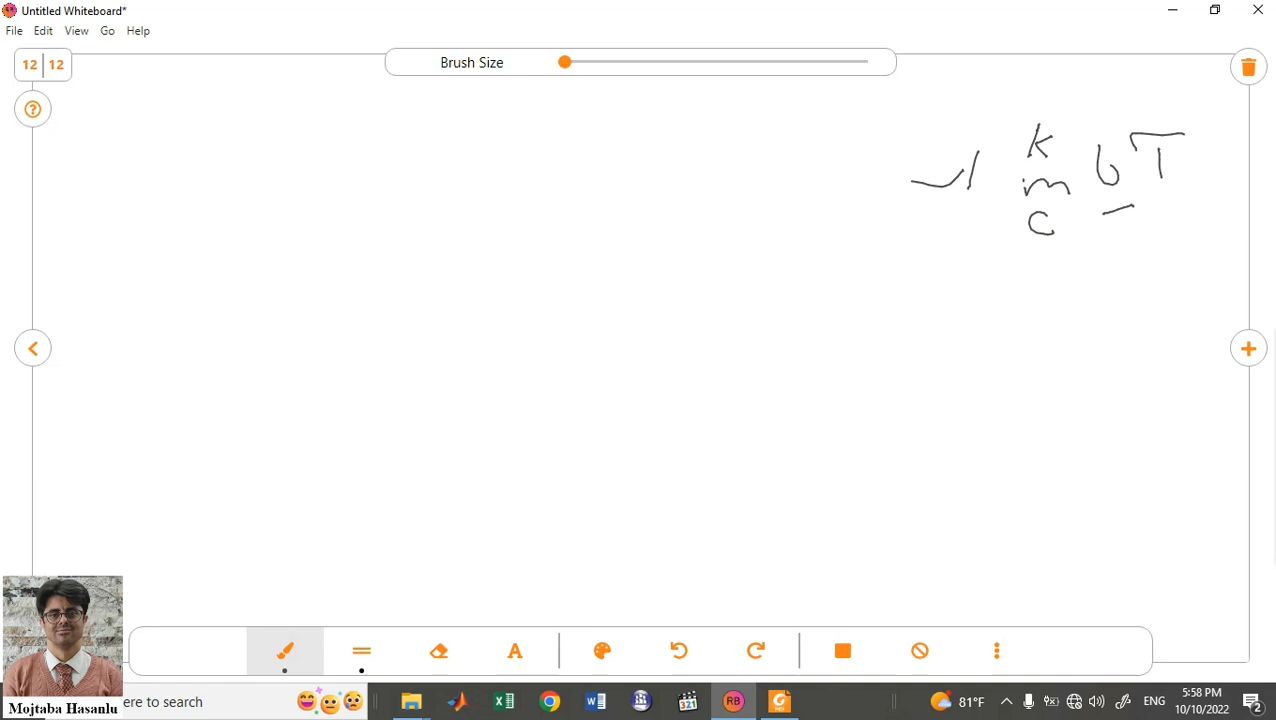 Untitled Whiteboard*
File Edit View Go Help
12 | 12
Brush Size
k
m
c
Mojtaba Hasanlu
ere to search
81°F
ENG
5:58 PM
10/10/2022
2